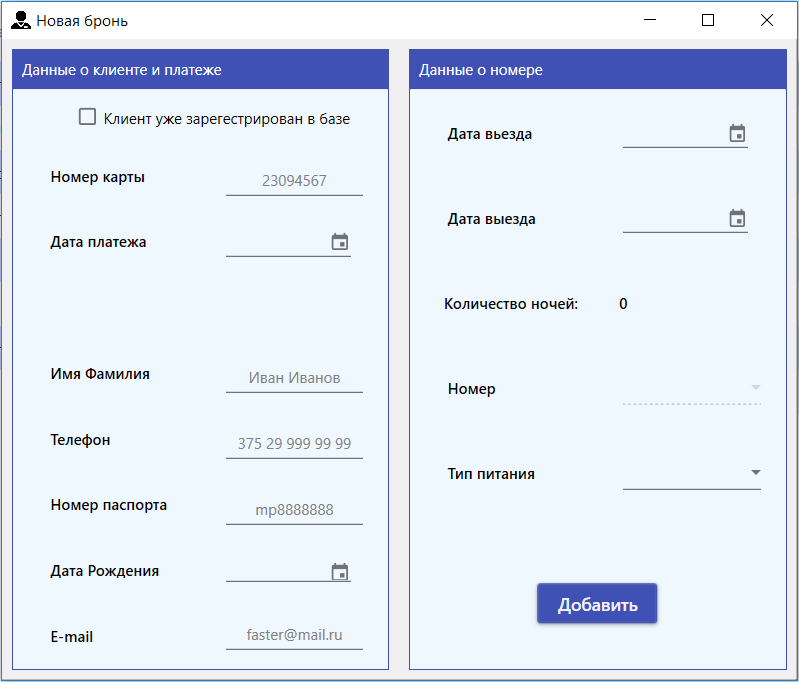 Новая бронь
Данные о клиенте и платеже
Клиент уже зарегестрирован в базе
Номер карты
23094567
Дата платежа
Имя Фамилия
Иван Иванов
Телефон
375 29 999 99 99
Номер паспорта
mp8888888
Дата Рождения
E-mail
faster@mail.ru
Данные о номере
Дата вьезда
Дата выезда
Количество ночей: 0
Номер
Тип питания
Добавить